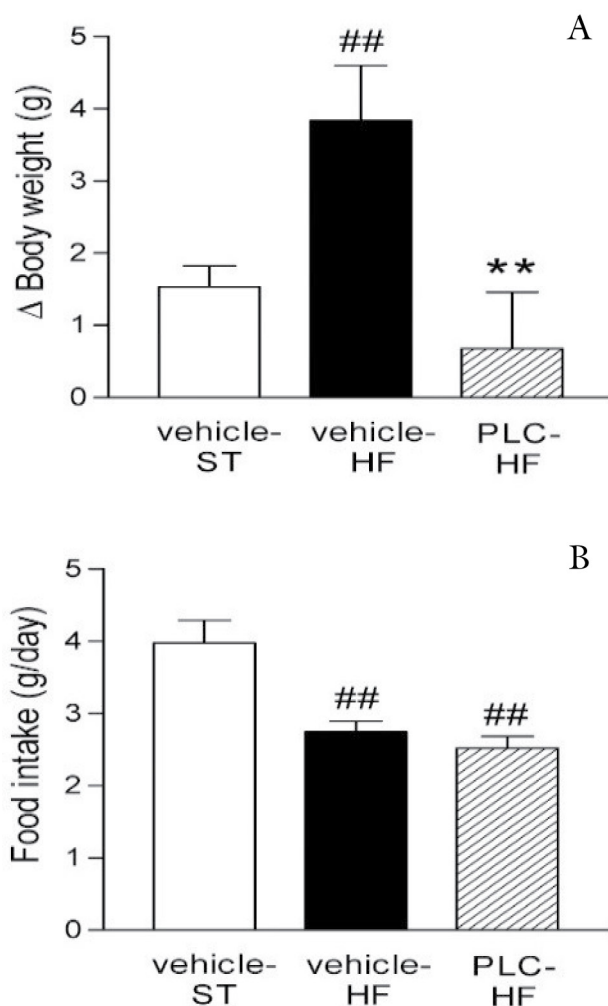 A
Δ Body weight (g)
5
4
3
2
1
0
##
**
vehicle-
ST
vehicle-
HF
PLC-
HF
B
Food intake (g/day)
5
4
3
2
1
0
##
##
vehicle-
ST
vehicle-
HF
PLC-
HF